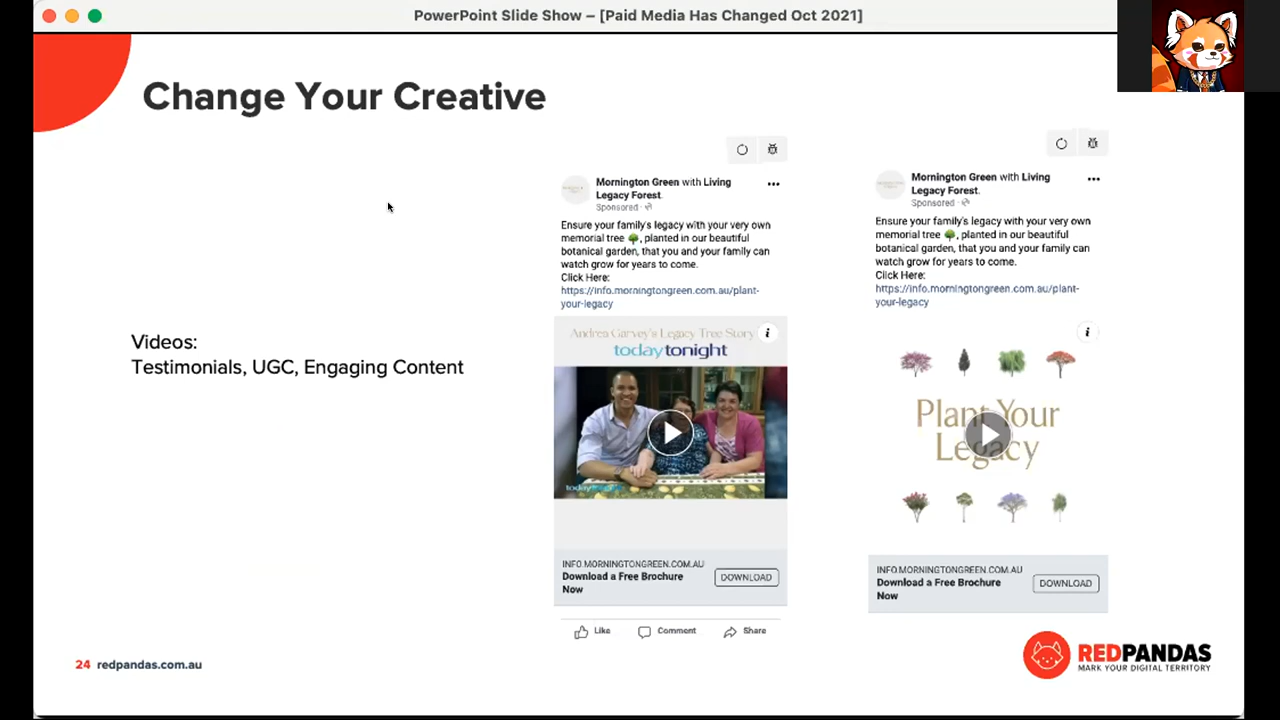 PowerPoint Slide Show – [Paid Media Has Changed Oct 2021]
Change Your Creative
Videos:
Testimonials, UGC, Engaging Content
Mornington Green with Living
Legacy Forest.
Sponsored ·
Ensure your family's legacy with your very own
memorial tree 🌳, planted in our beautiful
botanical garden, that you and your family can
watch grow for years to come.
Click Here:
https://info.morningtongreen.com.au/plant-
your-legacy
Andrea Garvey's Legacy Tree Story
todaytonight
INFO.MORNINGTONGREEN.COM.AU
Download a Free Brochure
Now
DOWNLOAD
Like Comment Share
Mornington Green with Living
Legacy Forest.
Sponsored ·
Ensure your family's legacy with your very own
memorial tree 🌳, planted in our beautiful
botanical garden, that you and your family can
watch grow for years to come.
Click Here:
https://info.morningtongreen.com.au/plant-
your-legacy
Plant Your
Legacy
INFO.MORNINGTONGREEN.COM.AU
Download a Free Brochure
Now
DOWNLOAD
24 redpandas.com.au
REDPANDAS
MARK YOUR DIGITAL TERRITORY